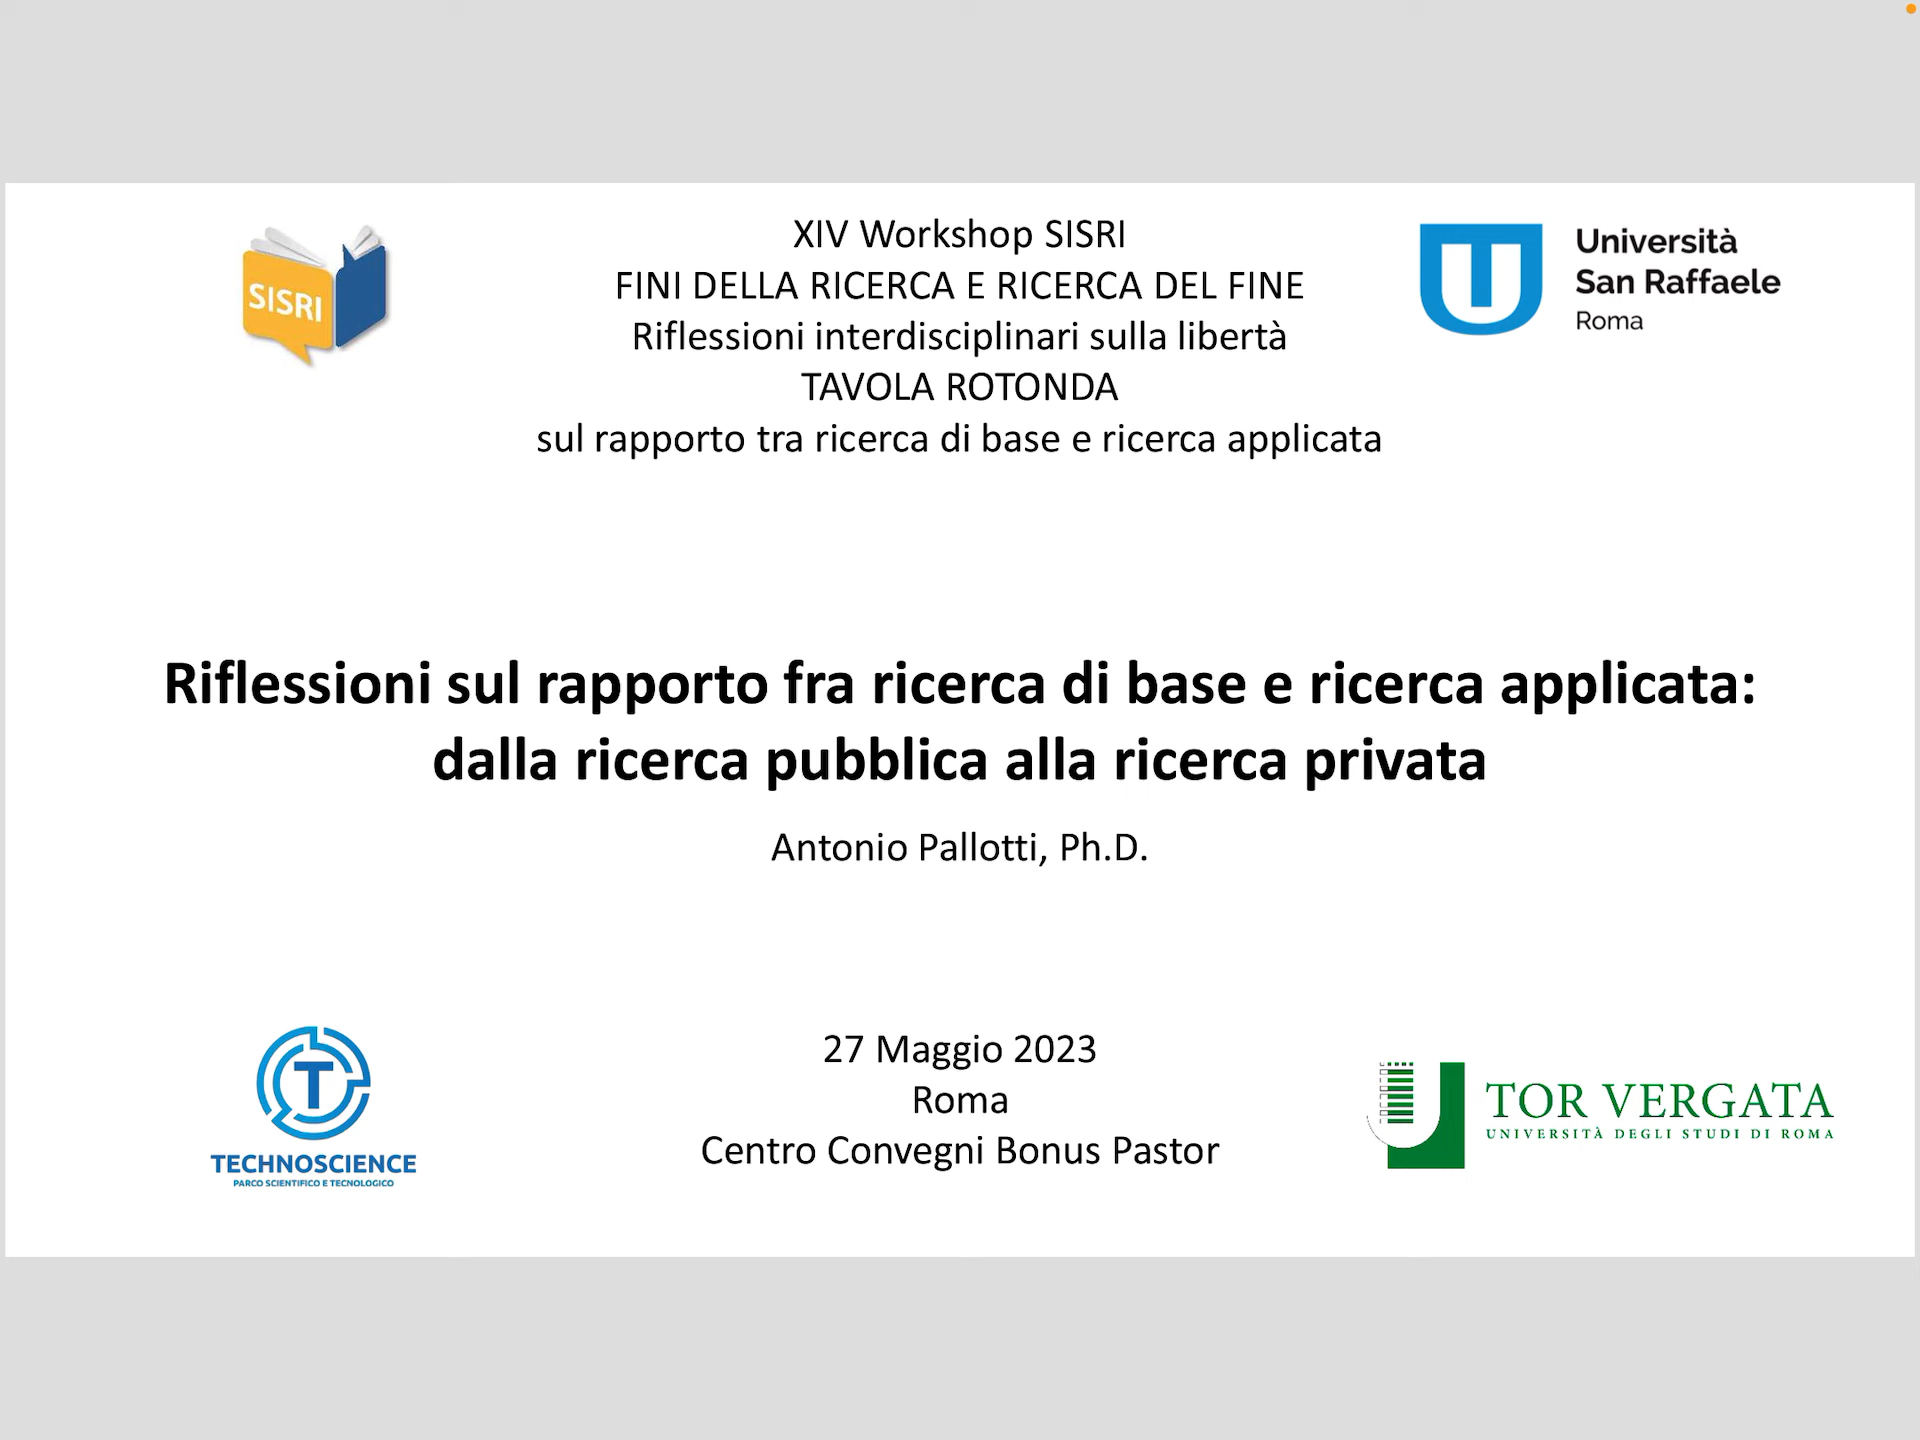 SISRI
XIV Workshop SISRI
FINI DELLA RICERCA E RICERCA DEL FINE
Riflessioni interdisciplinari sulla libertà
TAVOLA ROTONDA
sul rapporto tra ricerca di base e ricerca applicata
Università
San Raffaele
Roma
Riflessioni sul rapporto fra ricerca di base e ricerca applicata:
dalla ricerca pubblica alla ricerca privata
Antonio Pallotti, Ph.D.
T
TECHNOSCIENCE
PARCO SCIENTIFICO E TECNOLOGICO
27 Maggio 2023
Roma
Centro Convegni Bonus Pastor
TOR VERGATA
UNIVERSITÀ DEGLI STUDI DI ROMA